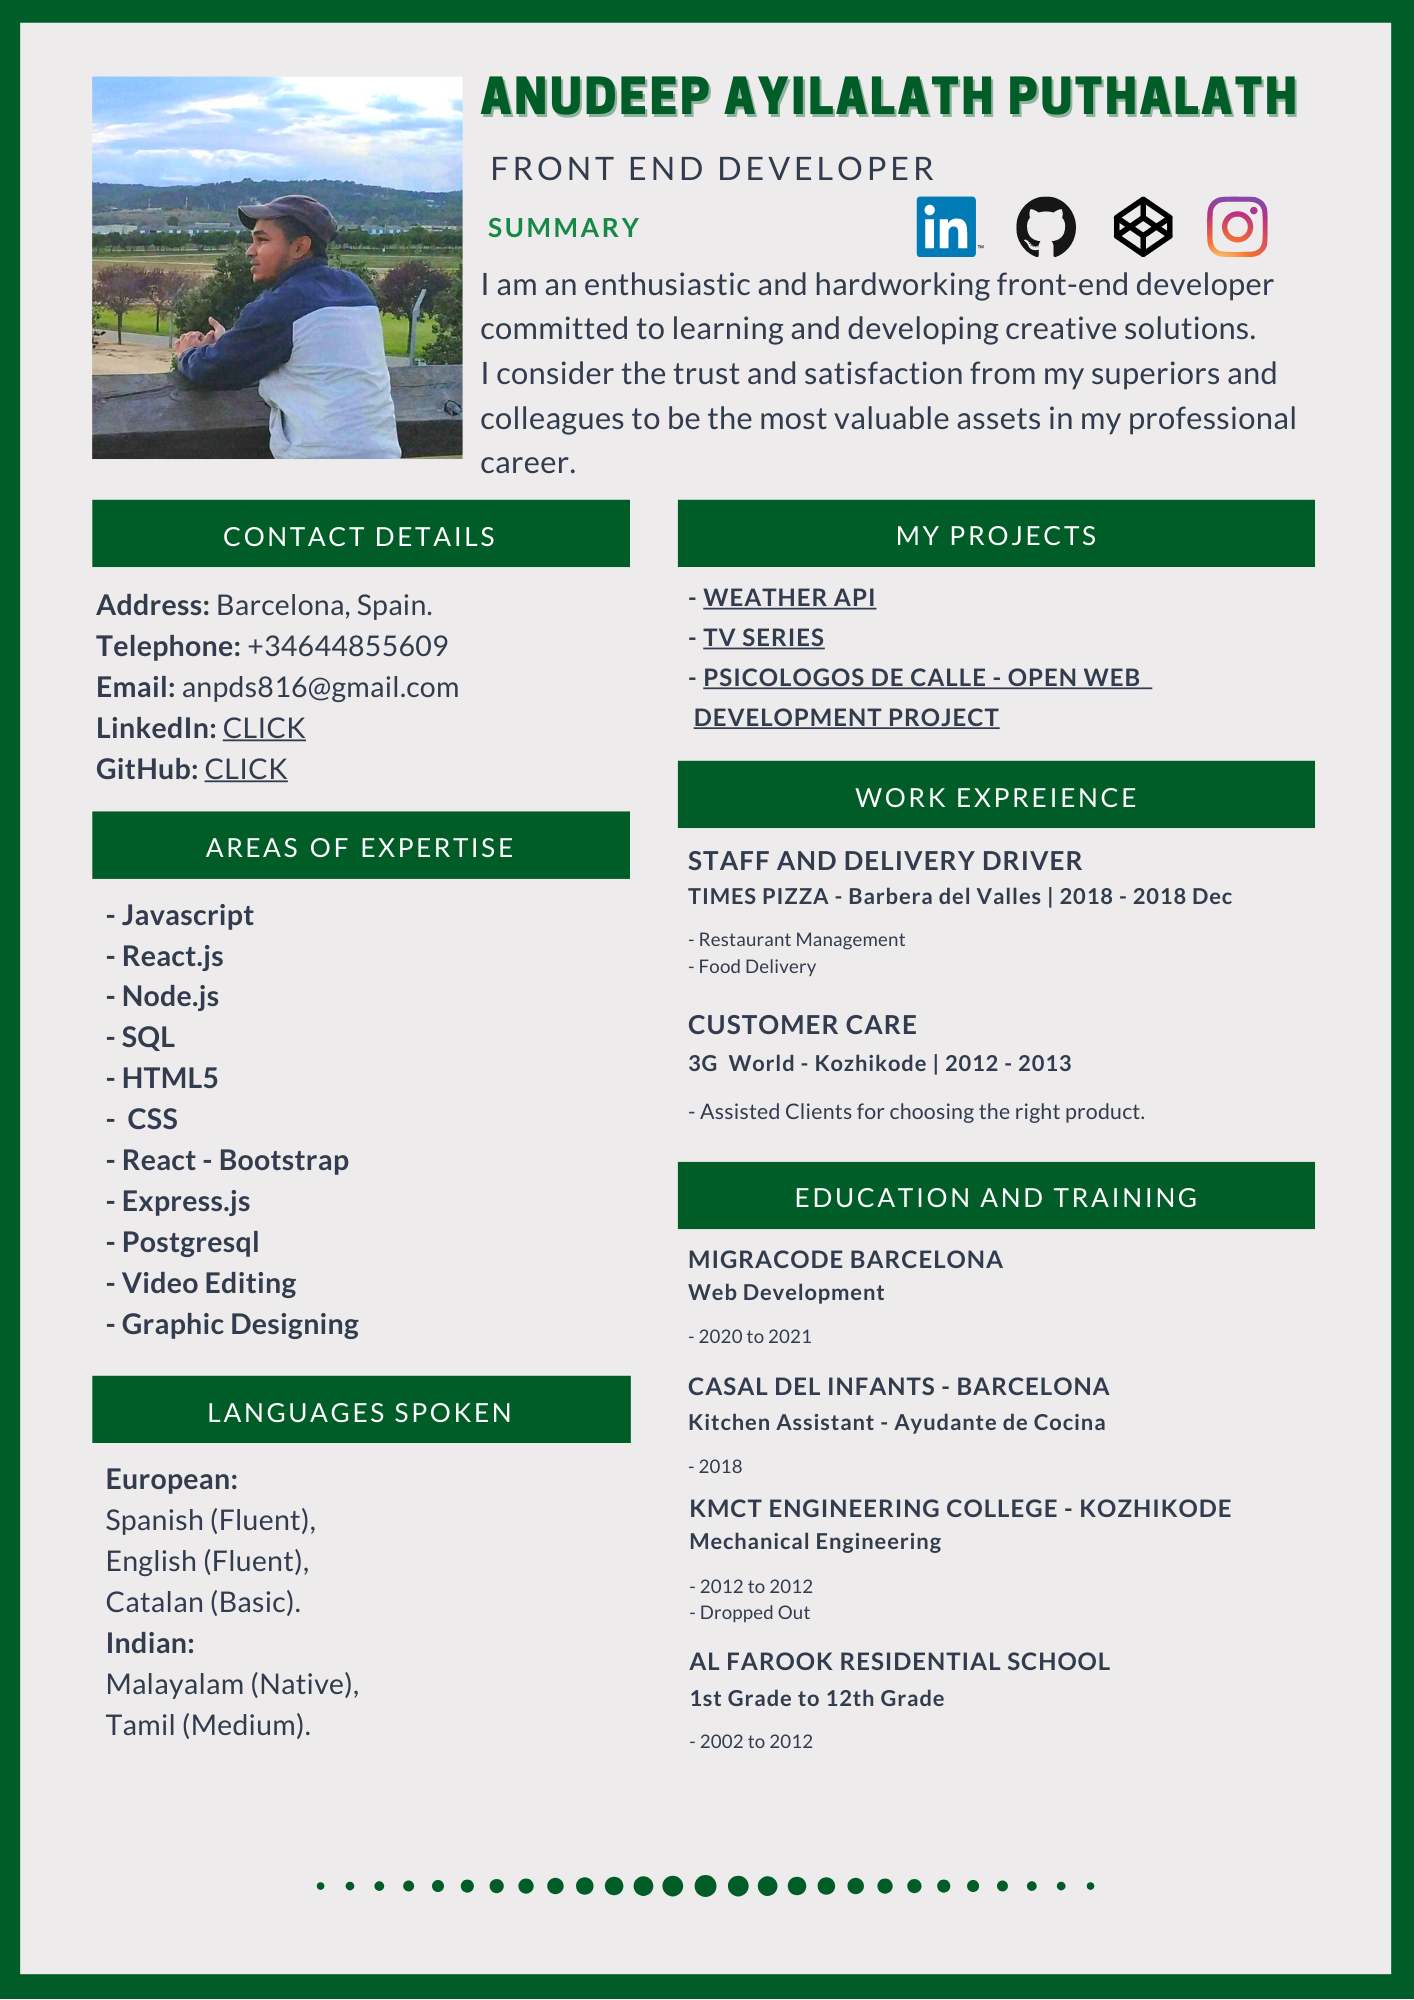 ANUDEEP AYILALATH PUTHALATH
FRONT END DEVELOPER
SUMMARY
in
™
I am an enthusiastic and hardworking front-end developer
committed to learning and developing creative solutions.
I consider the trust and satisfaction from my superiors and
colleagues to be the most valuable assets in my professional
career.
CONTACT DETAILS
Address: Barcelona, Spain.
Telephone: +34644855609
Email: anpds816@gmail.com
LinkedIn: CLICK
GitHub: CLICK
AREAS OF EXPERTISE
- Javascript
- React.js
- Node.js
- SQL
- HTML5
- CSS
- React - Bootstrap
- Express.js
- Postgresql
- Video Editing
- Graphic Designing
LANGUAGES SPOKEN
European:
Spanish (Fluent),
English (Fluent),
Catalan (Basic).
Indian:
Malayalam (Native),
Tamil (Medium).
MY PROJECTS
- WEATHER API
- TV SERIES
- PSICOLOGOS DE CALLE - OPEN WEB
DEVELOPMENT PROJECT
WORK EXPREIENCE
STAFF AND DELIVERY DRIVER
TIMES PIZZA - Barbera del Valles | 2018 - 2018 Dec
- Restaurant Management
- Food Delivery
CUSTOMER CARE
3G World - Kozhikode | 2012 - 2013
- Assisted Clients for choosing the right product.
EDUCATION AND TRAINING
MIGRACODE BARCELONA
Web Development
- 2020 to 2021
CASAL DEL INFANTS - BARCELONA
Kitchen Assistant - Ayudante de Cocina
- 2018
KMCT ENGINEERING COLLEGE - KOZHIKODE
Mechanical Engineering
- 2012 to 2012
- Dropped Out
AL FAROOK RESIDENTIAL SCHOOL
1st Grade to 12th Grade
- 2002 to 2012